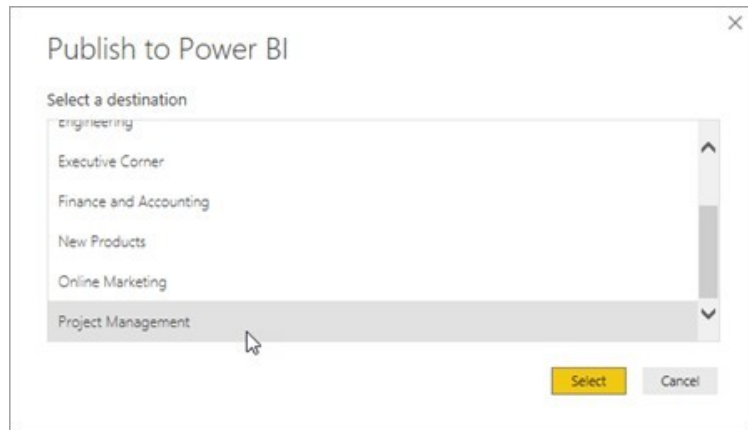 Publish to Power BI
Select a destination
Engineering
Executive Corner
Finance and Accounting
New Products
Online Marketing
Project Management
Select Cancel